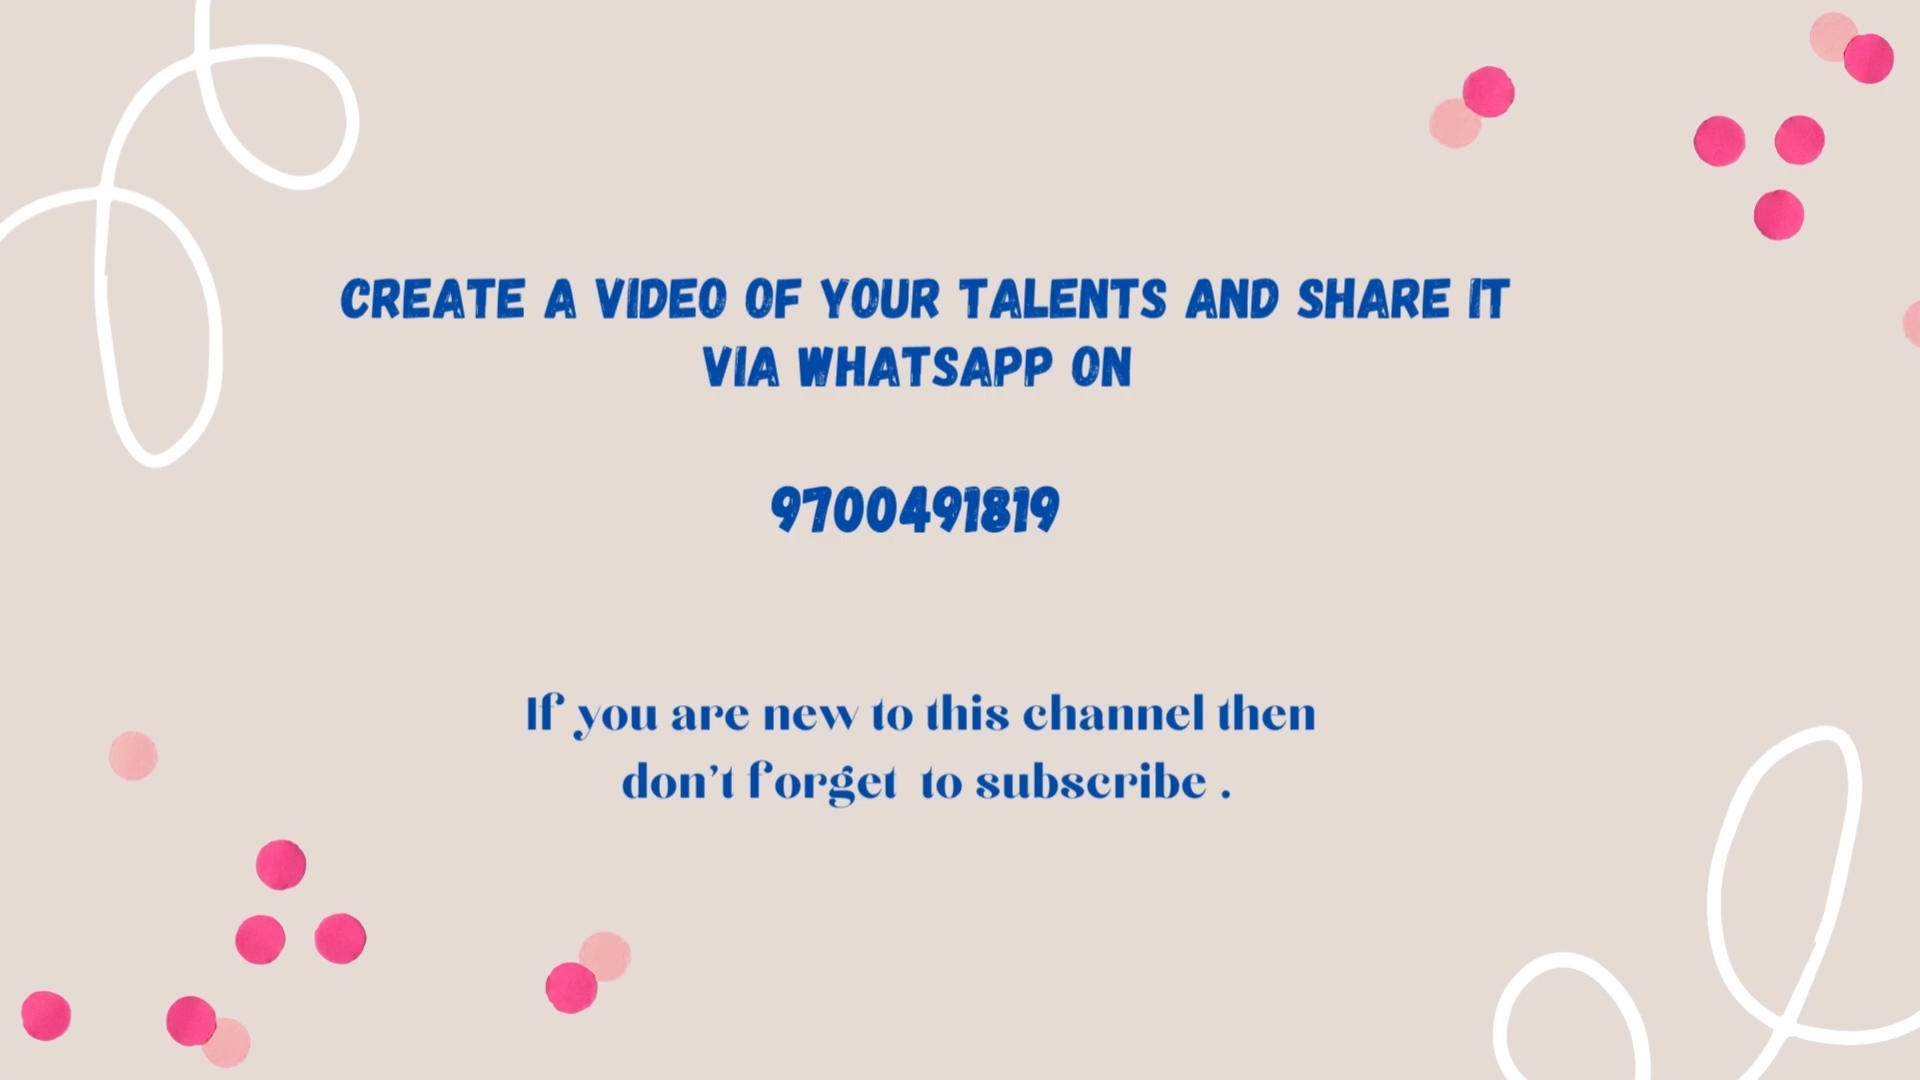 CREATE A VIDEO OF YOUR TALENTS AND SHARE IT
VIA WHATSAPP ON
9700491819
If you are new to this channel then
don't forget to subscribe .